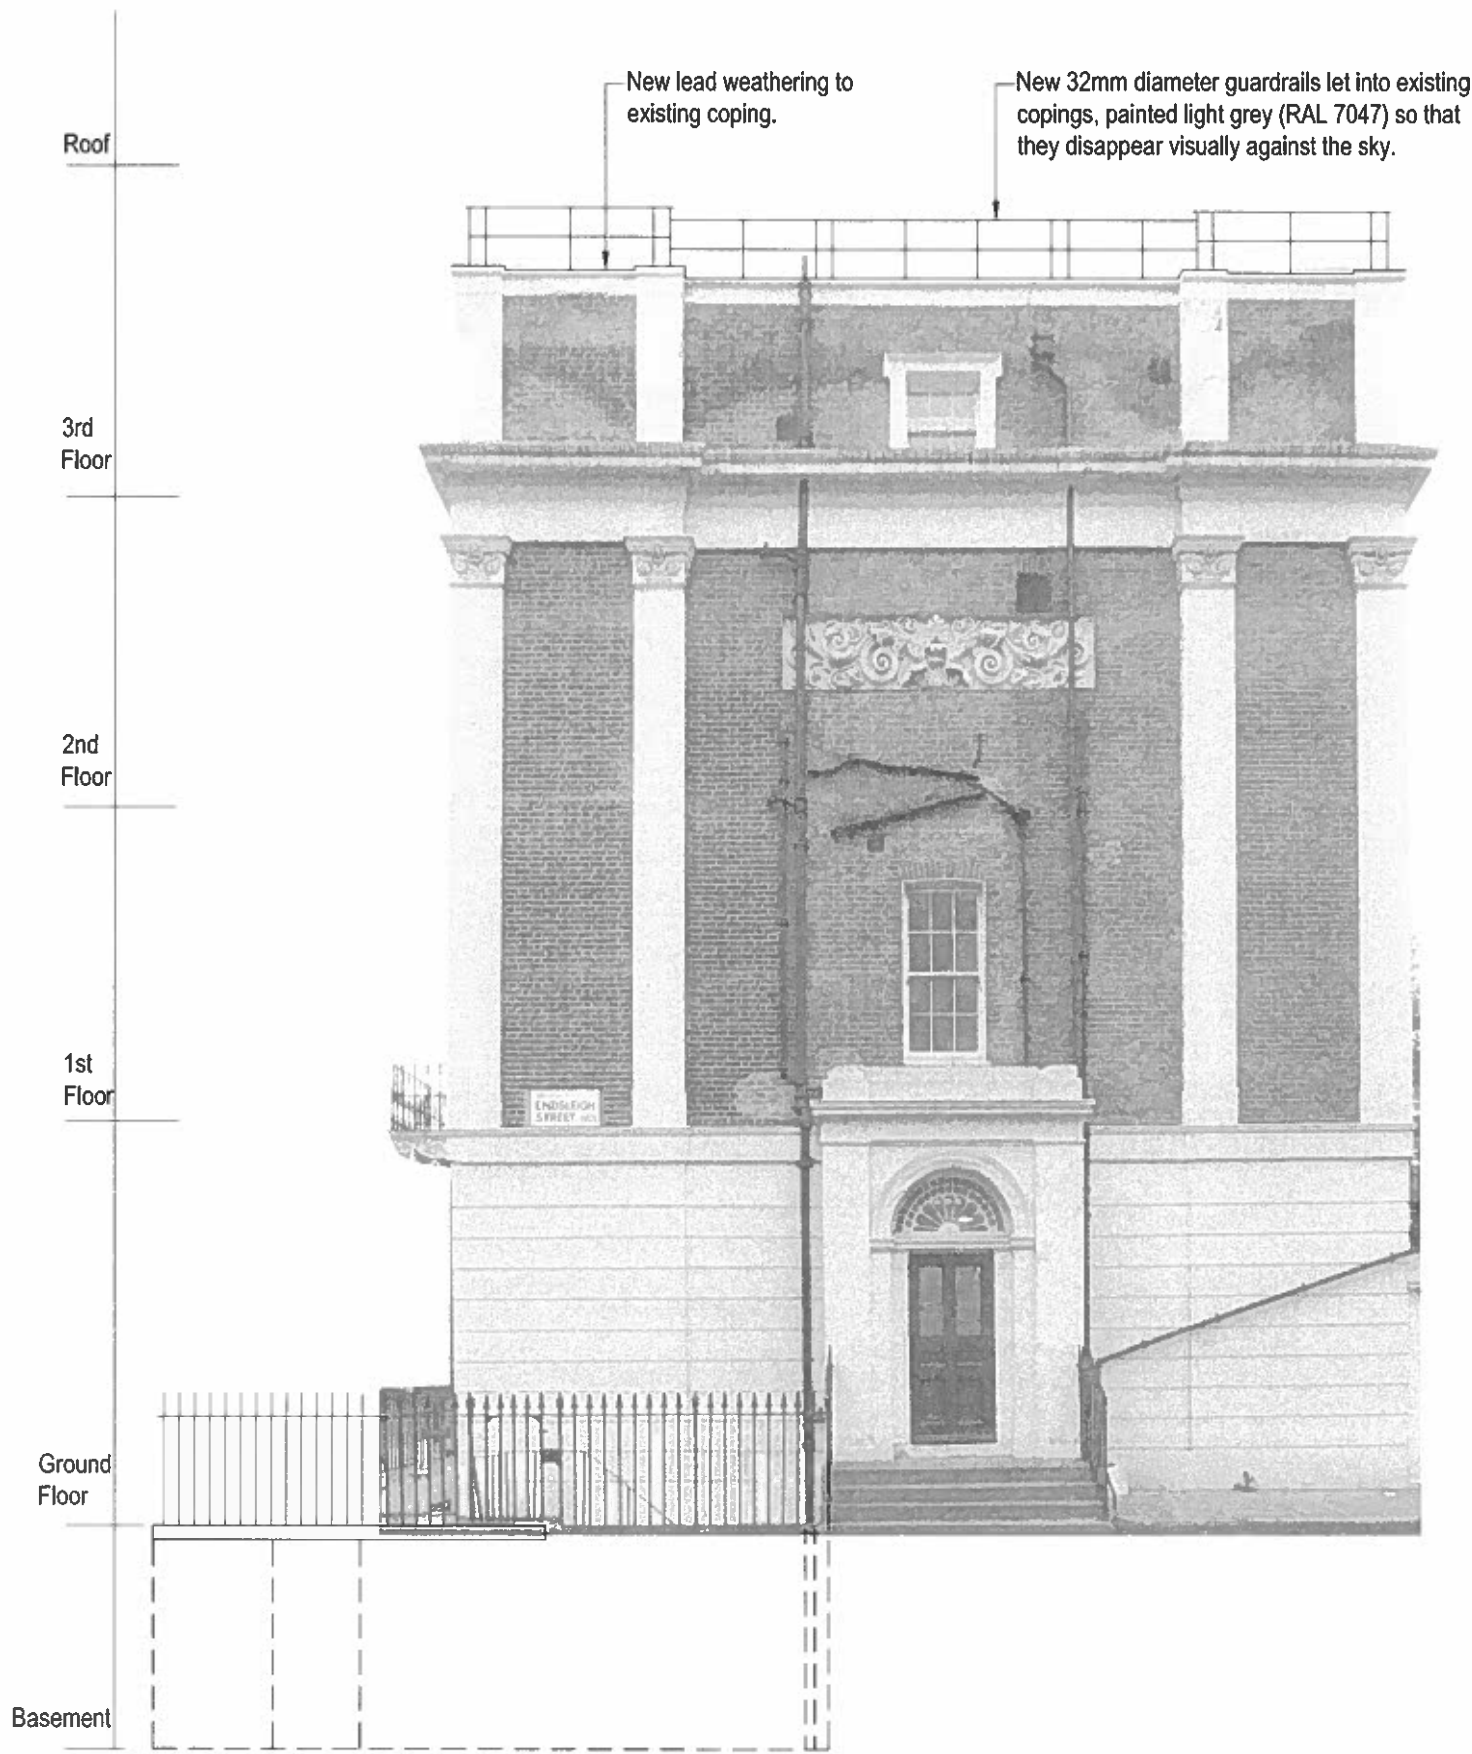 New lead weathering to
existing coping.
New 32mm diameter guardrails let into existing
copings, painted light grey (RAL 7047) so that
they disappear visually against the sky.
Roof
3rd
Floor
2nd
Floor
1st
Floor
ENDSLEIGH
STREET
Ground
Floor
Basement